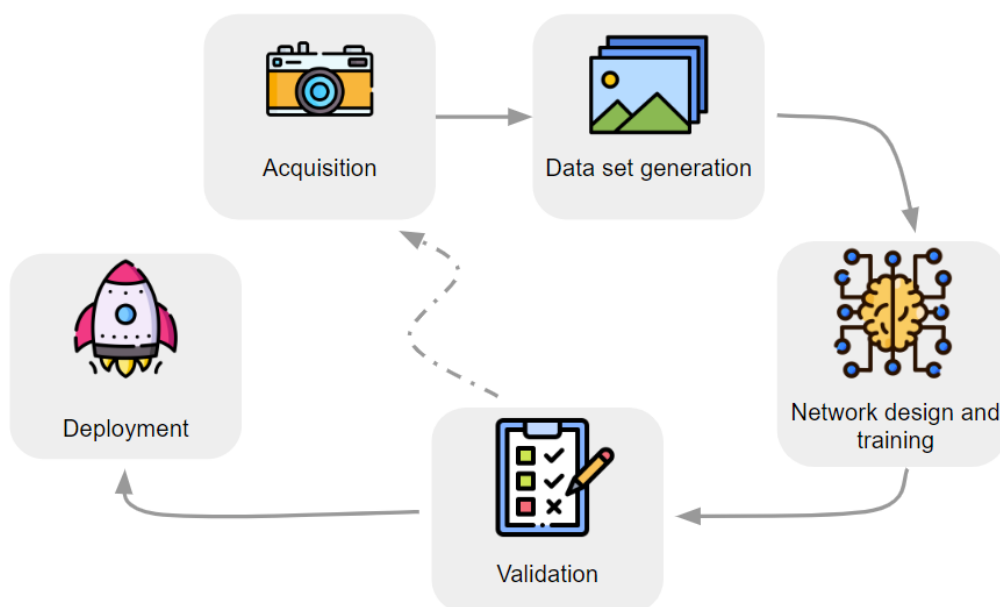 Acquisition
Data set generation
Network design and
training
Validation
Deployment